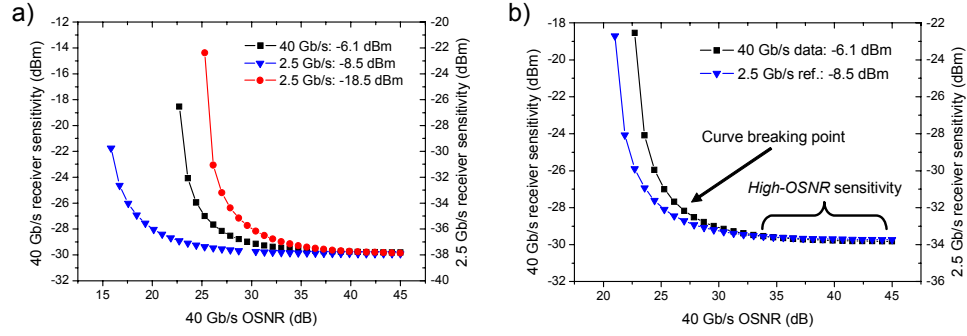 a)
40 Gb/s receiver sensitivity (dBm)
-12
-14
-16
-18
-20
-22
-24
-26
-28
-30
-32
15 20 25 30 35 40 45
40 Gb/s OSNR (dB)
-20
-22
-24
-26
-28
-30
-32
-34
-36
-38
-40
2.5 Gb/s receiver sensitivity (dBm)
40 Gb/s: -6.1 dBm
2.5 Gb/s: -8.5 dBm
2.5 Gb/s: -18.5 dBm
b)
40 Gb/s receiver sensitivity (dBm)
-18
-20
-22
-24
-26
-28
-30
-32
20 25 30 35 40 45
40 Gb/s OSNR (dB)
-22
-24
-26
-28
-30
-32
-34
-36
2.5 Gb/s receiver sensitivity (dBm)
40 Gb/s data: -6.1 dBm
2.5 Gb/s ref.: -8.5 dBm
Curve breaking point
High-OSNR sensitivity